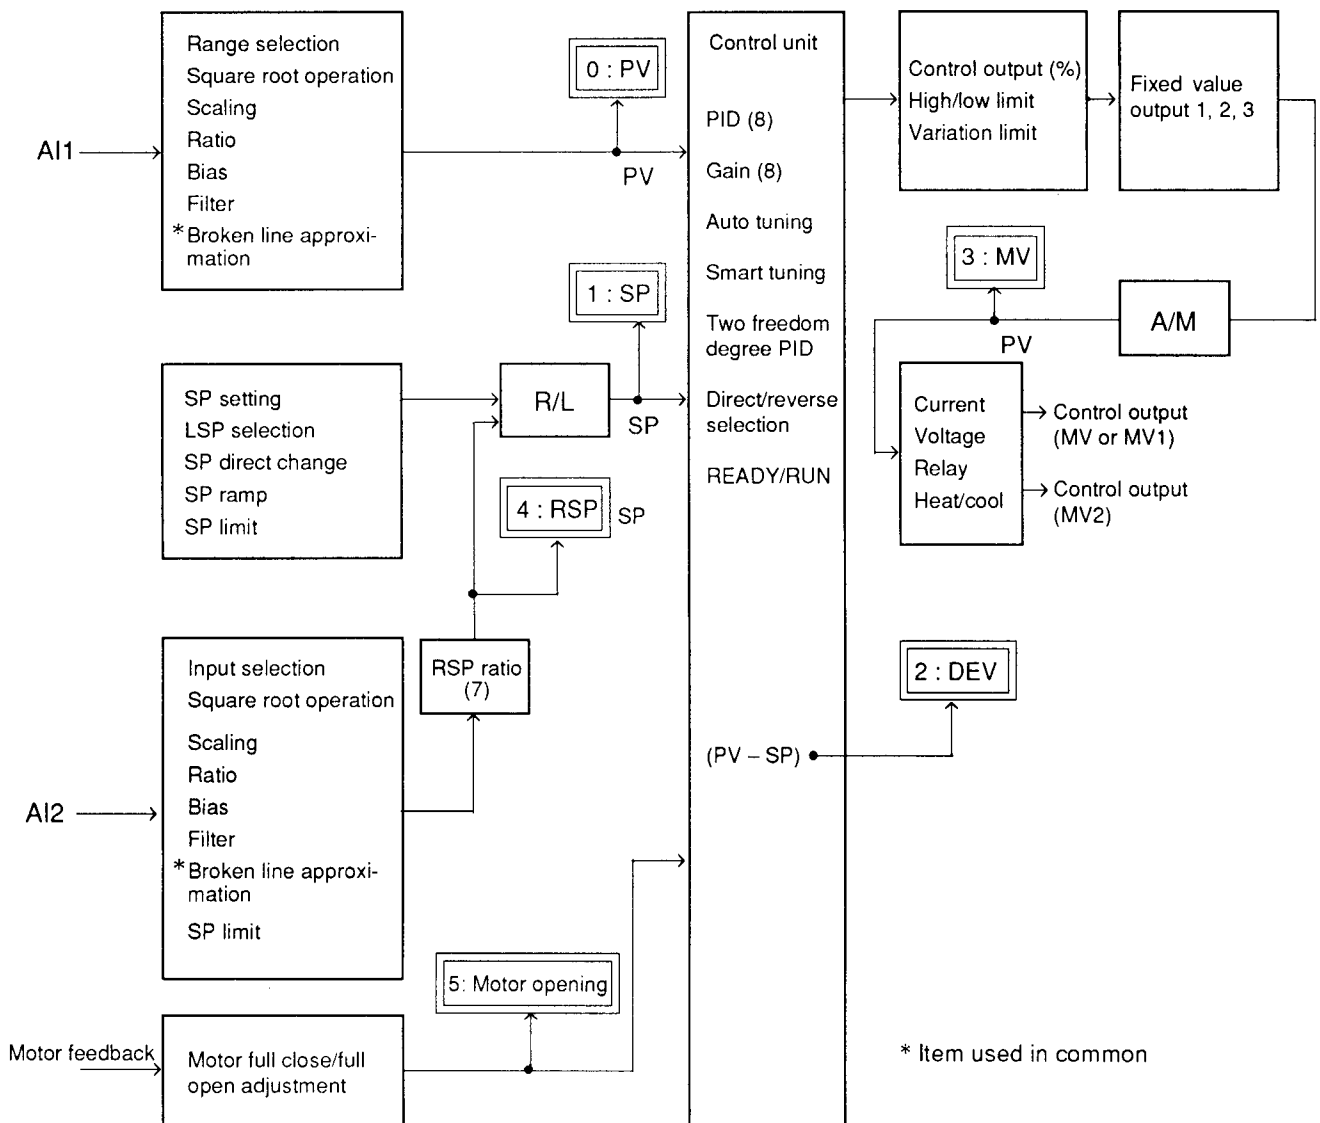 AI1
Range selection
Square root operation
Scaling
Ratio
Bias
Filter
* Broken line approxi-
mation
0 : PV
PV
SP setting
LSP selection
SP direct change
SP ramp
SP limit
R/L
1 : SP
SP
4 : RSP
SP
AI2
Input selection
Square root operation
Scaling
Ratio
Bias
Filter
* Broken line approxi-
mation
SP limit
RSP ratio
(7)
Motor feedback
Motor full close/full
open adjustment
5: Motor opening
Control unit
PID (8)
Gain (8)
Auto tuning
Smart tuning
Two freedom
degree PID
Direct/reverse
selection
READY/RUN
(PV – SP)
2 : DEV
Control output (%)
High/low limit
Variation limit
Fixed value
output 1, 2, 3
A/M
3 : MV
PV
Current
Voltage
Relay
Heat/cool
Control output
(MV or MV1)
Control output
(MV2)
* Item used in common